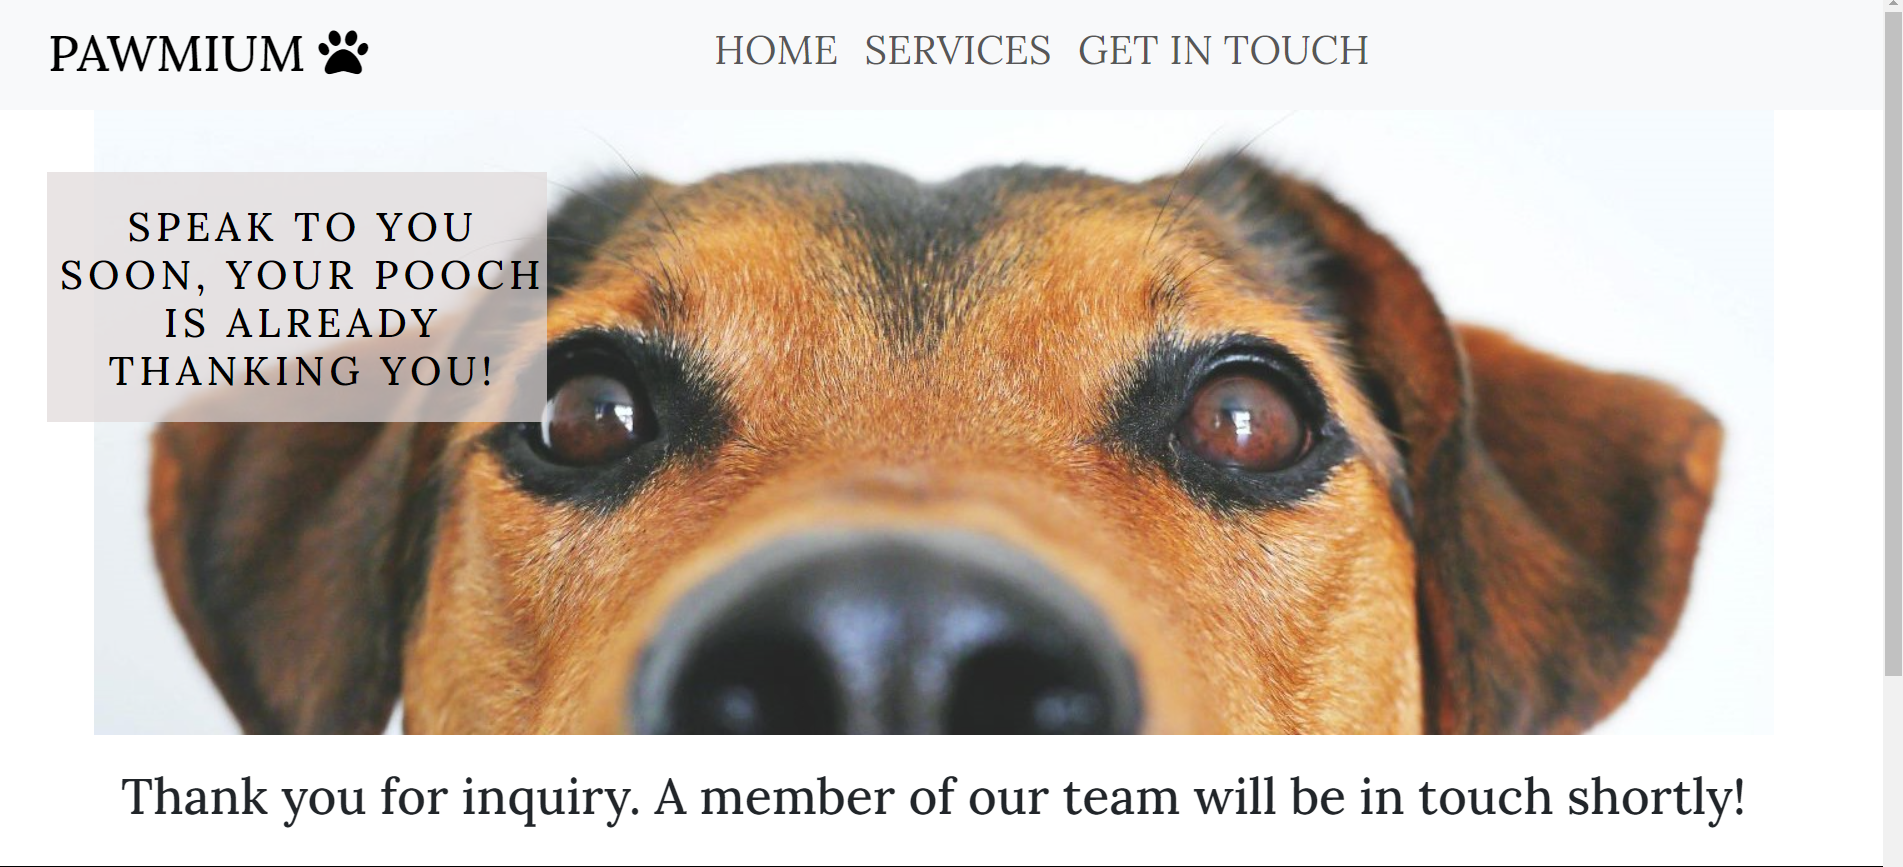 PAWMIUM
HOME SERVICES GET IN TOUCH
SPEAK TO YOU
SOON, YOUR POOCH
IS ALREADY
THANKING YOU!
Thank you for inquiry. A member of our team will be in touch shortly!